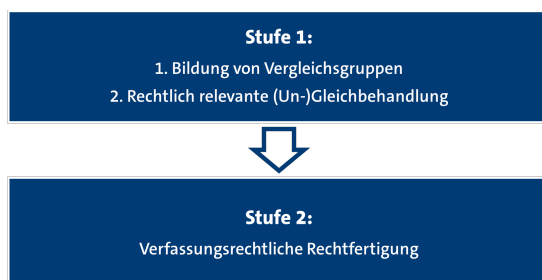 Stufe 1:
1. Bildung von Vergleichsgruppen
2. Rechtlich relevante (Un-)Gleichbehandlung
Stufe 2:
Verfassungsrechtliche Rechtfertigung